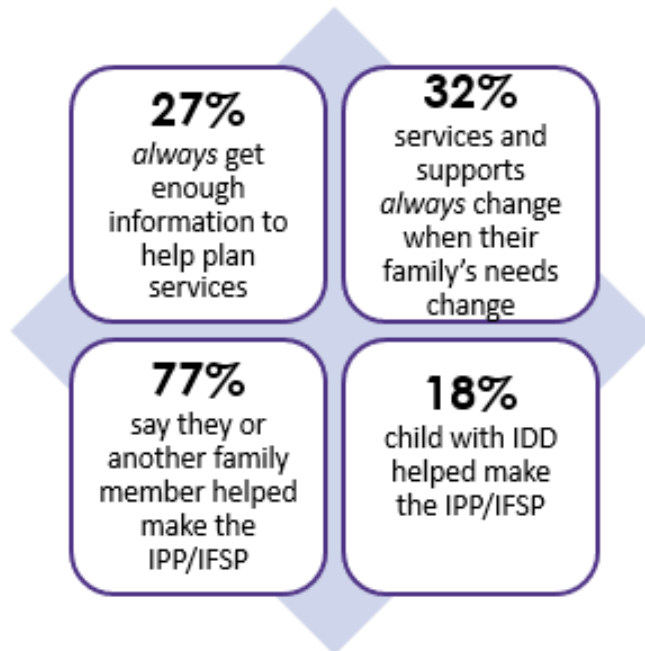 27%
always get
enough
information to
help plan
services
32%
services and
supports
always change
when their
family’s needs
change
77%
say they or
another family
member helped
make the
IPP/IFSP
18%
child with IDD
helped make
the IPP/IFSP